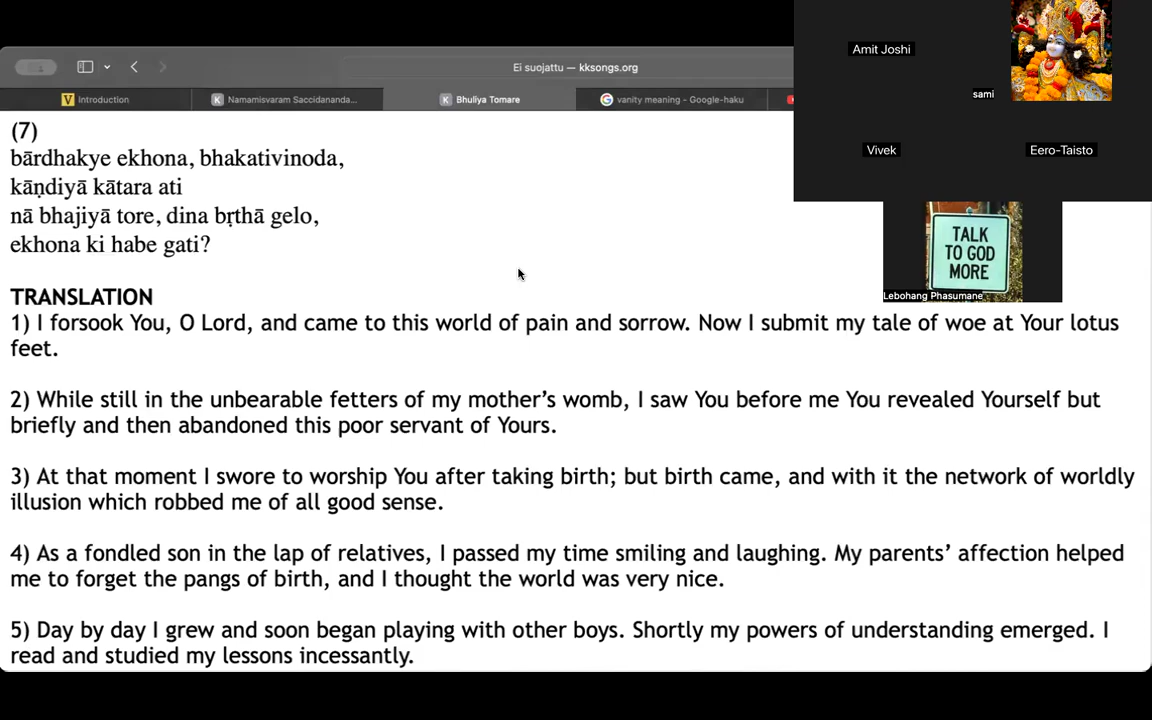 Ei suojattu — kksongs.org
Introduction
Namamisvaram Saccidananda...
Bhuliya Tomare
vanity meaning - Google-haku
(7)
bārdhakye ekhona, bhakativinoda,
kāṇḍiyā kātara ati
nā bhajiyā tore, dina bṛthā gelo,
ekhona ki habe gati?
TRANSLATION
1) I forsook You, O Lord, and came to this world of pain and sorrow. Now I submit my tale of woe at Your lotus
feet.
2) While still in the unbearable fetters of my mother’s womb, I saw You before me You revealed Yourself but
briefly and then abandoned this poor servant of Yours.
3) At that moment I swore to worship You after taking birth; but birth came, and with it the network of worldly
illusion which robbed me of all good sense.
4) As a fondled son in the lap of relatives, I passed my time smiling and laughing. My parents’ affection helped
me to forget the pangs of birth, and I thought the world was very nice.
5) Day by day I grew and soon began playing with other boys. Shortly my powers of understanding emerged. I
read and studied my lessons incessantly.
Amit Joshi
sami
Vivek
Eero-Taisto
TALK
TO GOD
MORE
Lebohang Phasumane